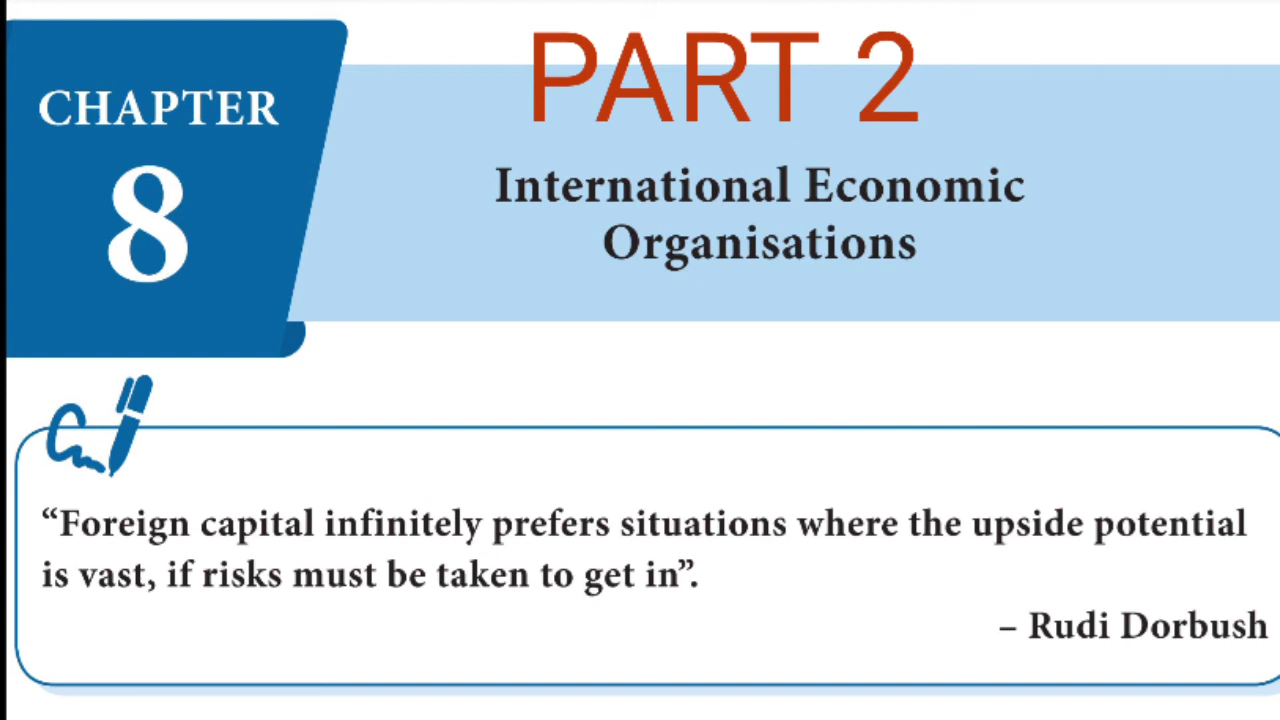 PART 2
CHAPTER
8
International Economic
Organisations
“Foreign capital infinitely prefers situations where the upside potential
is vast, if risks must be taken to get in”.
– Rudi Dorbush